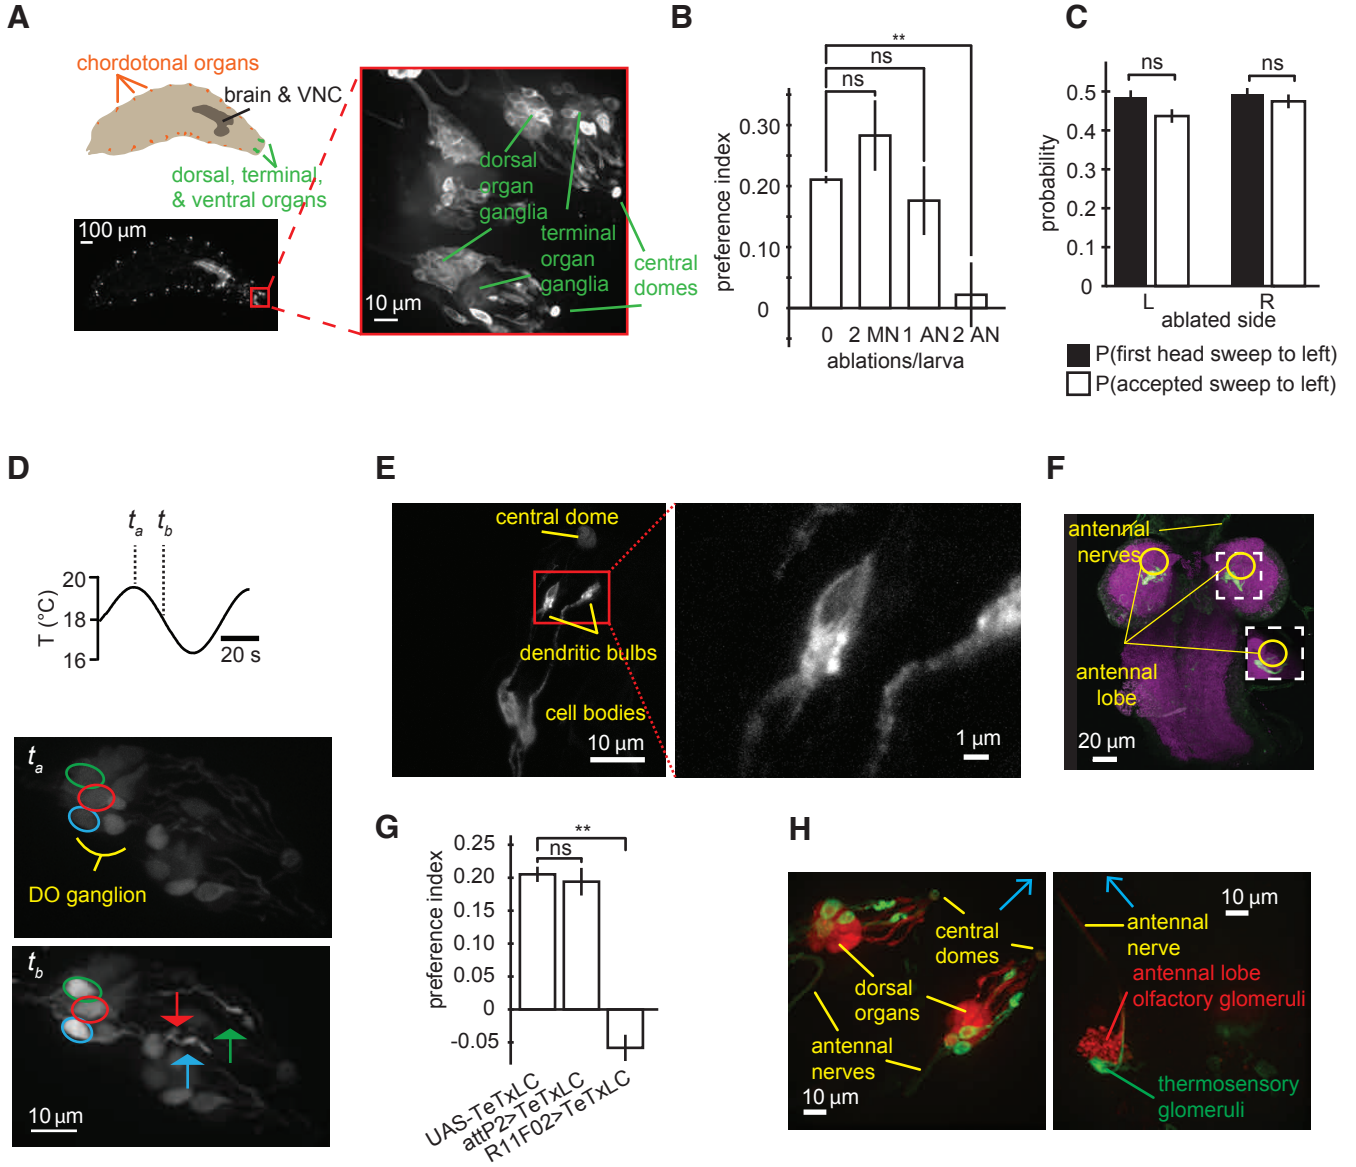 A
chordotonal organs
brain & VNC
dorsal, terminal,
& ventral organs
100 µm
dorsal
organ
ganglia
terminal
organ
ganglia
central
domes
10 µm
B
**
ns
ns
preference index
0.30
0.20
0.10
0
0
2 MN
1 AN
2 AN
ablations/larva
C
ns
ns
probability
0.5
0.4
0.3
0.2
0.1
0
L
R
ablated side
P(first head sweep to left)
P(accepted sweep to left)
D
ta
tb
T (°C)
20
18
16
20 s
ta
DO ganglion
tb
10 µm
E
central dome
dendritic bulbs
cell bodies
10 µm
1 µm
F
antennal
nerves
antennal
lobe
20 µm
G
**
ns
preference index
0.25
0.20
0.15
0.10
0.05
0
-0.05
UAS-TeTxLC
attP2>TeTxLC
R11F02>TeTxLC
H
central
domes
dorsal
organs
antennal
nerves
10 µm
10 µm
antennal
nerve
antennal lobe
olfactory glomeruli
thermosensory
glomeruli